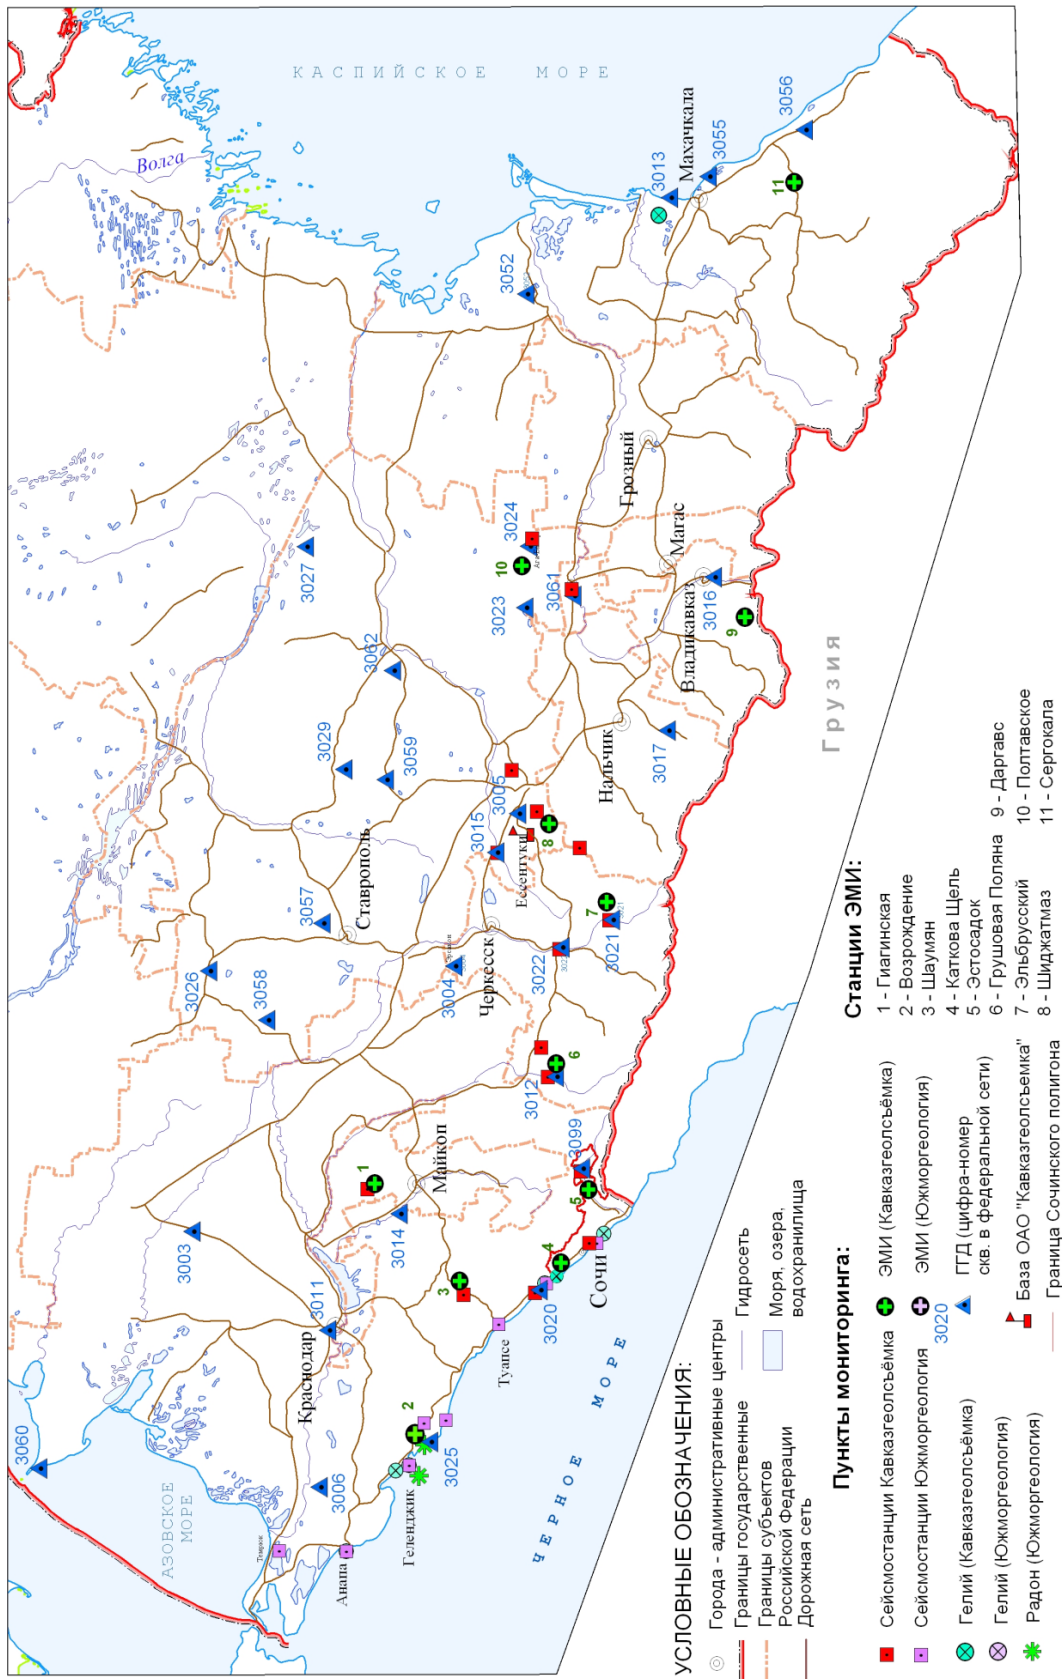 КАСПИЙСКОЕ МОРЕ
Волга
АЗОВСКОЕ
МОРЕ
ЧЕРНОЕ МОРЕ
Грузия
Темрюк
Анапа
Геленджик
Краснодар
Туапсе
Сочи
Майкоп
Черкесск
Ставрополь
Ессентуки
Нальчик
Владикавказ
Магас
Грозный
Махачкала
3060
3006
3025
3011
3003
3014
3020
3099
3012
3058
3026
3057
3004
3022
3021
3015
3005
3059
3029
3062
3017
3016
3023
3061
3024
3027
3052
3013
3055
3056
1
2
3
4
5
6
7
8
9
10
11
УСЛОВНЫЕ ОБОЗНАЧЕНИЯ:
Города - административные центры
Границы государственные
Границы субъектов
Российской Федерации
Дорожная сеть
Гидросеть
Моря, озера,
водохранилища
Пункты мониторинга:
Сейсмостанции Кавказгеолсъёмка
Сейсмостанции Южморгеология
Гелий (Кавказгеолсъёмка)
Гелий (Южморгеология)
Радон (Южморгеология)
ЭМИ (Кавказгеолсъёмка)
ЭМИ (Южморгеология)
3020
ГГД (цифра-номер
скв. в федеральной сети)
База ОАО "Кавказгеолсъемка"
Граница Сочинского полигона
Станции ЭМИ:
1 - Гиагинская
2 - Возрождение
3 - Шаумян
4 - Каткова Щель
5 - Эстосадок
6 - Грушовая Поляна
7 - Эльбрусский
8 - Шиджатмаз
9 - Даргавс
10 - Полтавское
11 - Сергокала